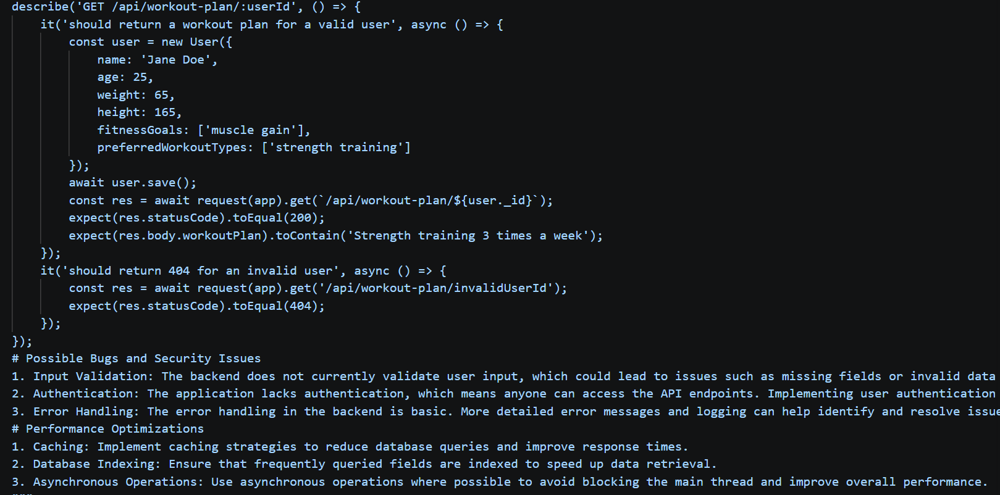 describe('GET /api/workout-plan/:userId', () => {
    it('should return a workout plan for a valid user', async () => {
        const user = new User({
            name: 'Jane Doe',
            age: 25,
            weight: 65,
            height: 165,
            fitnessGoals: ['muscle gain'],
            preferredWorkoutTypes: ['strength training']
        });
        await user.save();
        const res = await request(app).get(`/api/workout-plan/${user._id}`);
        expect(res.statusCode).toEqual(200);
        expect(res.body.workoutPlan).toContain('Strength training 3 times a week');
    });
    it('should return 404 for an invalid user', async () => {
        const res = await request(app).get('/api/workout-plan/invalidUserId');
        expect(res.statusCode).toEqual(404);
    });
});
# Possible Bugs and Security Issues
1. Input Validation: The backend does not currently validate user input, which could lead to issues such as missing fields or invalid data
2. Authentication: The application lacks authentication, which means anyone can access the API endpoints. Implementing user authentication
3. Error Handling: The error handling in the backend is basic. More detailed error messages and logging can help identify and resolve issue
# Performance Optimizations
1. Caching: Implement caching strategies to reduce database queries and improve response times.
2. Database Indexing: Ensure that frequently queried fields are indexed to speed up data retrieval.
3. Asynchronous Operations: Use asynchronous operations where possible to avoid blocking the main thread and improve overall performance.